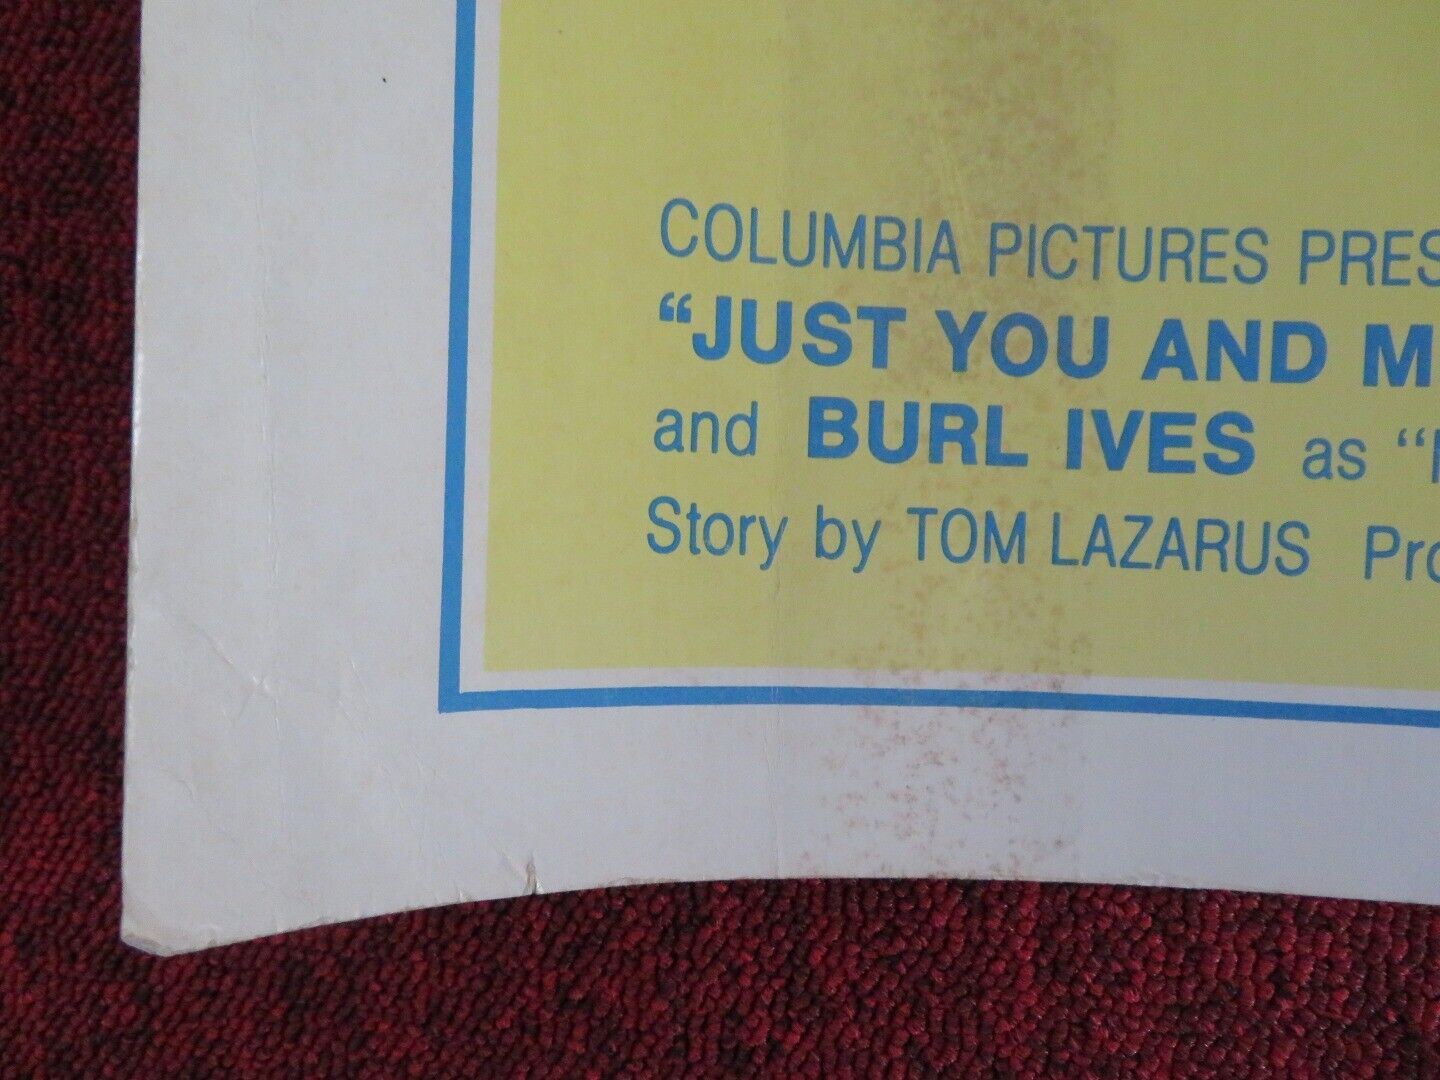 COLUMBIA PICTURES PRES
“JUST YOU AND M
and BURL IVES as “
Story by TOM LAZARUS Pro